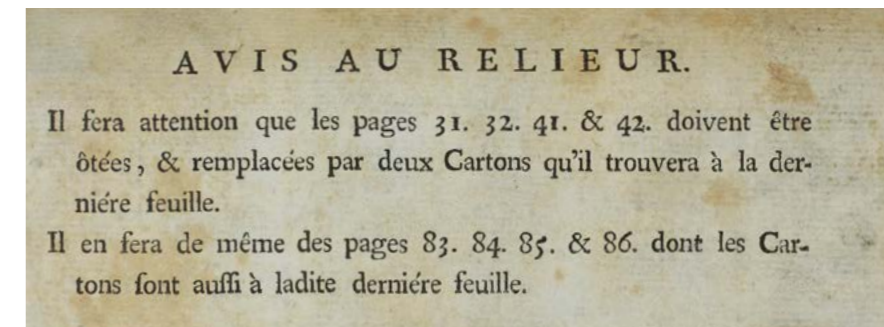 AVIS AU RELIEUR.
Il fera attention que les pages 31. 32. 41. & 42. doivent être
ôtées, & remplacées par deux Cartons qu'il trouvera à la der-
niére feuille.
Il en fera de même des pages 83. 84. 85. & 86. dont les Car-
tons ſont auſſi à ladite derniére feuille.